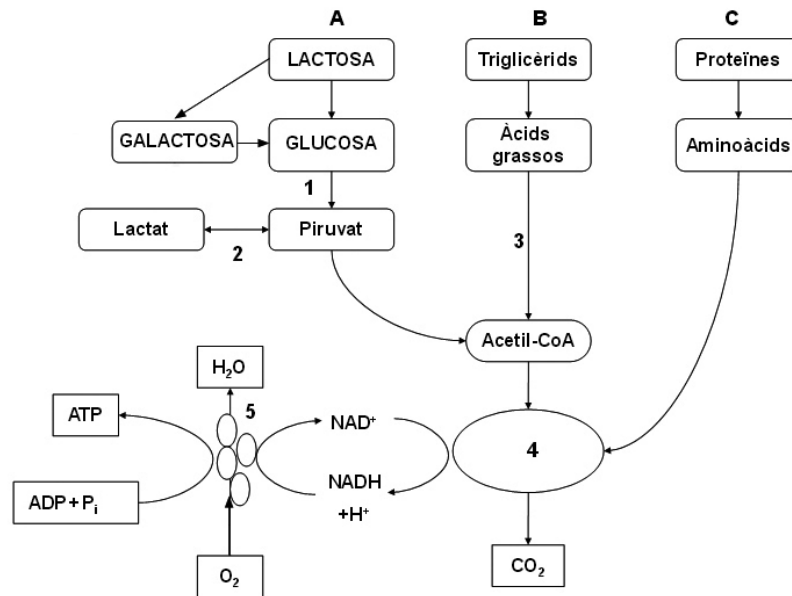 A
B
C
LACTOSA
Triglicèrids
Proteïnes
GALACTOSA
GLUCOSA
Àcids
grassos
Aminoàcids
1
Lactat
2
Piruvat
3
Acetil-CoA
H₂O
5
ATP
NAD⁺
4
ADP + Pᵢ
NADH
+H⁺
O₂
CO₂